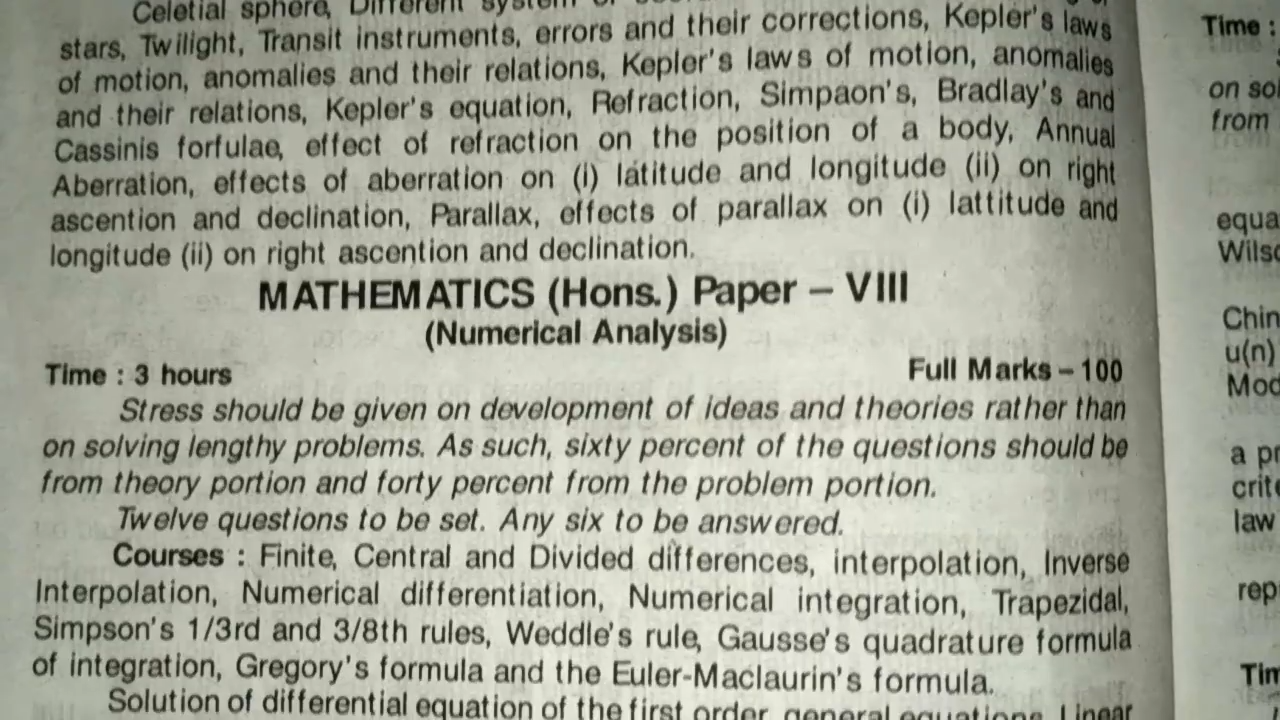 Celetial sphere, Different system of
stars, Twilight, Transit instruments, errors and their corrections, Kepler's laws
of motion, anomalies and their relations, Kepler's laws of motion, anomalies
and their relations, Kepler's equation, Refraction, Simpaon's, Bradlay's and
Cassinis forfulae, effect of refraction on the position of a body, Annual
Aberration, effects of aberration on (i) latitude and longitude (ii) on right
ascention and declination, Parallax, effects of parallax on (i) lattitude and
longitude (ii) on right ascention and declination.
MATHEMATICS (Hons.) Paper – VIII
(Numerical Analysis)
Time : 3 hours Full Marks – 100
Stress should be given on development of ideas and theories rather than
on solving lengthy problems. As such, sixty percent of the questions should be
from theory portion and forty percent from the problem portion.
Twelve questions to be set. Any six to be answered.
Courses : Finite, Central and Divided differences, interpolation, Inverse
Interpolation, Numerical differentiation, Numerical integration, Trapezidal,
Simpson's 1/3rd and 3/8th rules, Weddle's rule, Gausse's quadrature formula
of integration, Gregory's formula and the Euler-Maclaurin's formula.
Solution of differential equation of the first order, general equations, Linear
Time :
on sol
from
equa
Wilso
Chin
u(n)
Mod
a pr
crite
law
rep
Tim